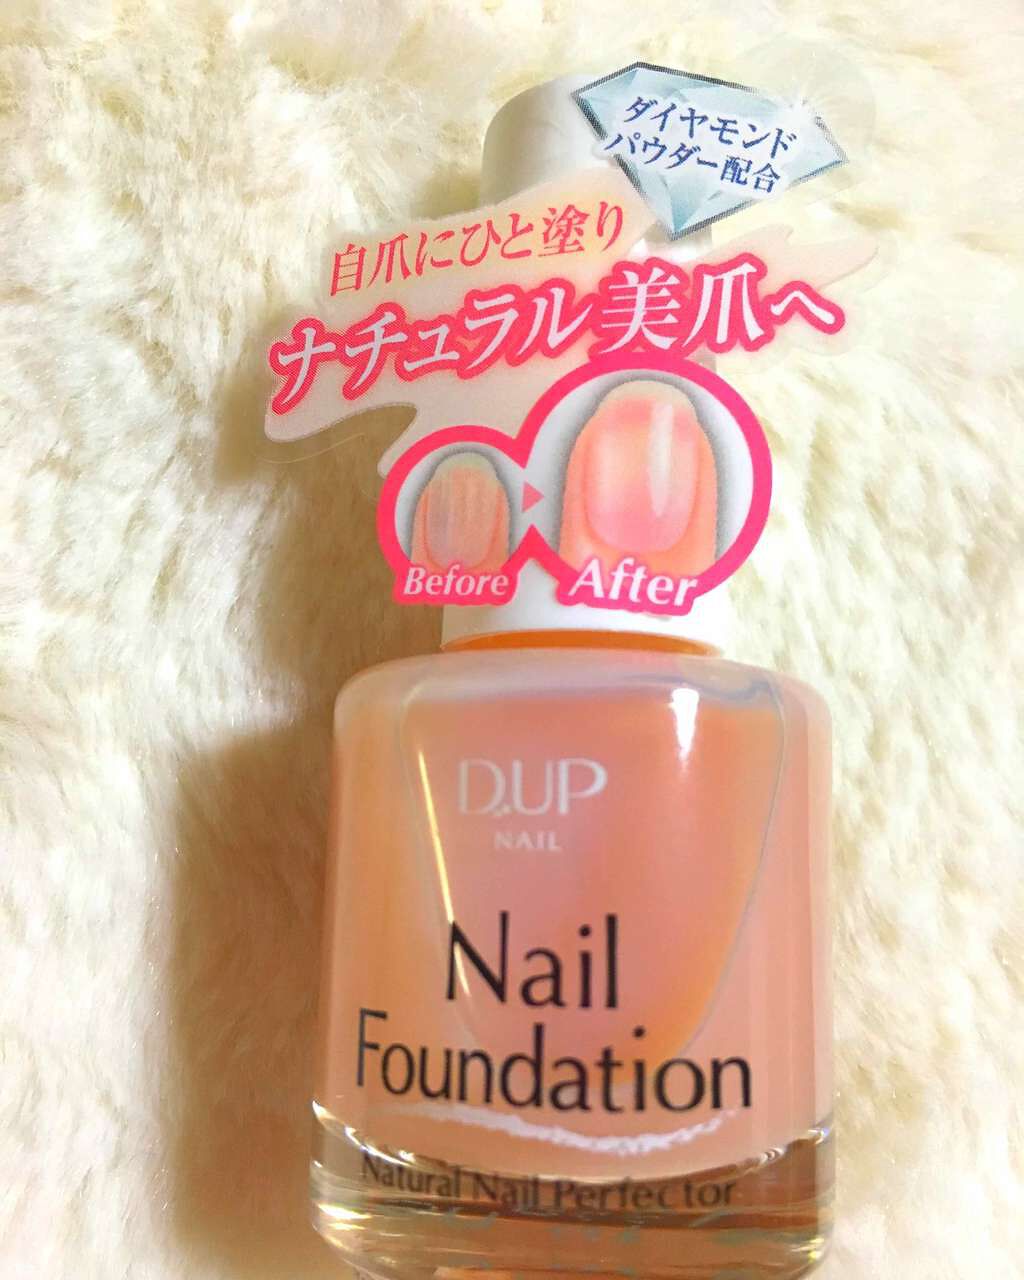 ダイヤモンド
パウダー配合
自爪にひと塗り
ナチュラル美爪へ
Before
After
D.UP
NAIL
Nail
Foundation
Natural Nail Perfector